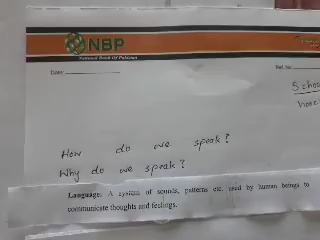 NBP
National Bank Of Pakistan
Date:
Ref. No:
School
How do we speak?
Why do we speak?
Language. A system of sounds, patterns etc. used by human beings to
communicate thoughts and feelings.